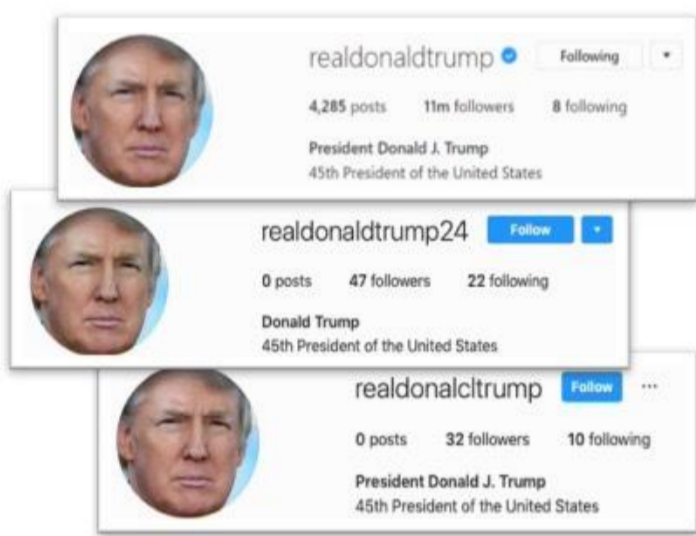 realdonaldtrump Following
4,285 posts 11m followers 8 following
President Donald J. Trump
45th President of the United States
realdonaldtrump24 Follow
0 posts 47 followers 22 following
Donald Trump
45th President of the United States
realdonalcltrump Follow ...
0 posts 32 followers 10 following
President Donald J. Trump
45th President of the United States